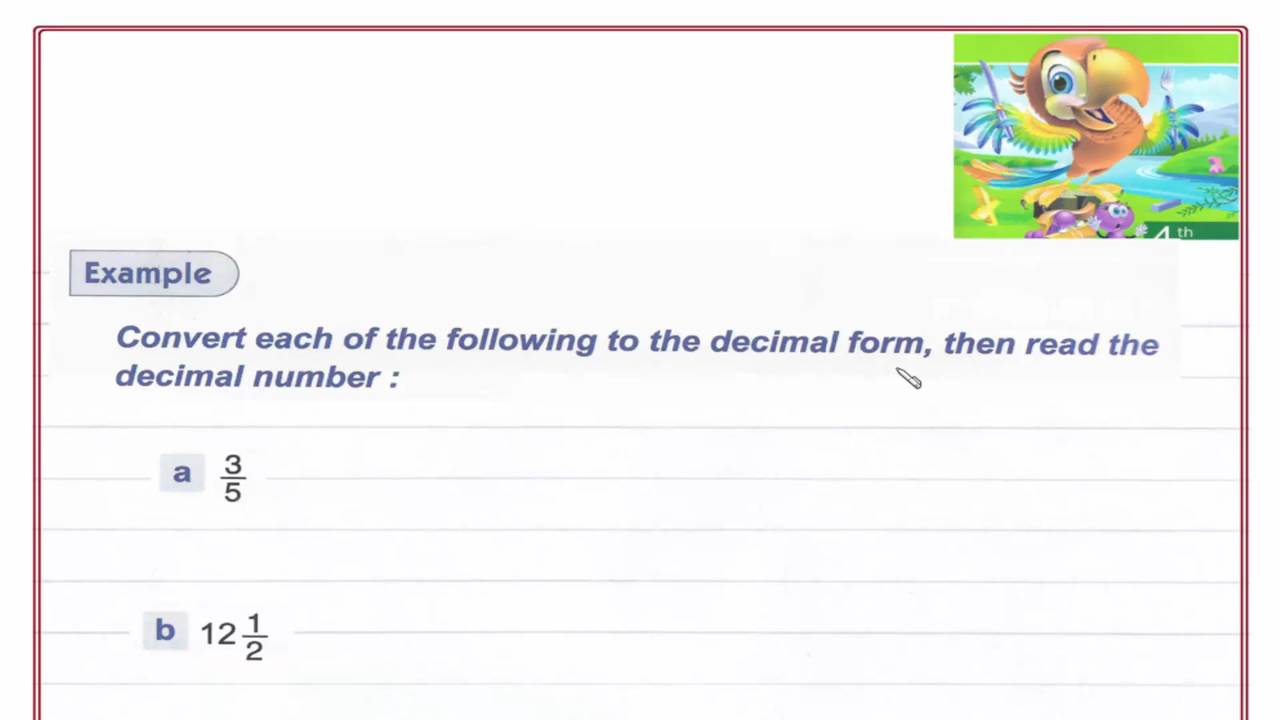 4th
Example
Convert each of the following to the decimal form, then read the
decimal number :
a 3/5
b 12 1/2